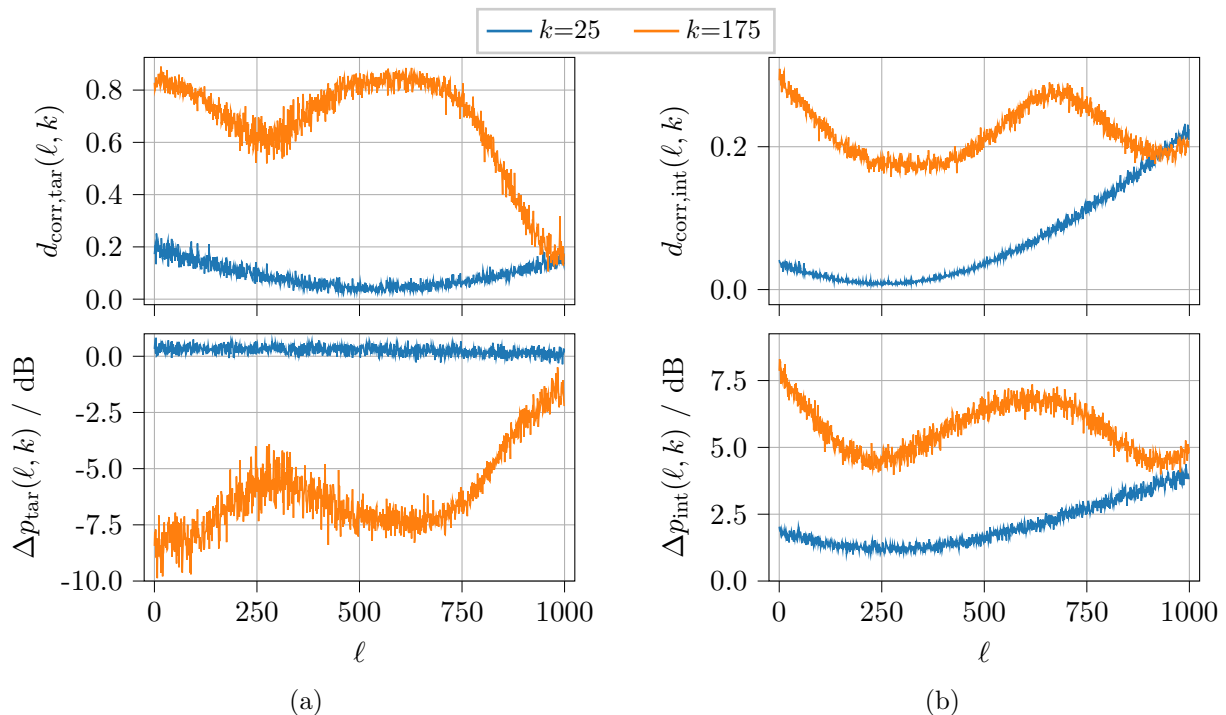 k=25 k=175
0.8
0.6
0.4
0.2
0.0
d_corr,tar(ℓ, k)
0.2
0.0
d_corr,int(ℓ, k)
0.0
-2.5
-5.0
-7.5
-10.0
Δp_tar(ℓ, k) / dB
0 250 500 750 1000
ℓ
(a)
7.5
5.0
2.5
0.0
Δp_int(ℓ, k) / dB
0 250 500 750 1000
ℓ
(b)